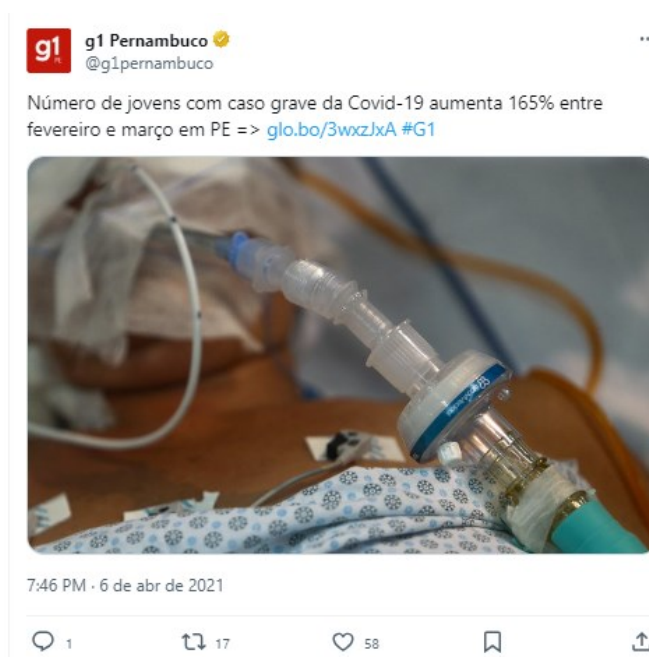 g1 g1 Pernambuco
PE @g1pernambuco
Número de jovens com caso grave da Covid-19 aumenta 165% entre
fevereiro e março em PE => glo.bo/3wxzJxA #G1
7:46 PM · 6 de abr de 2021
1 17 58